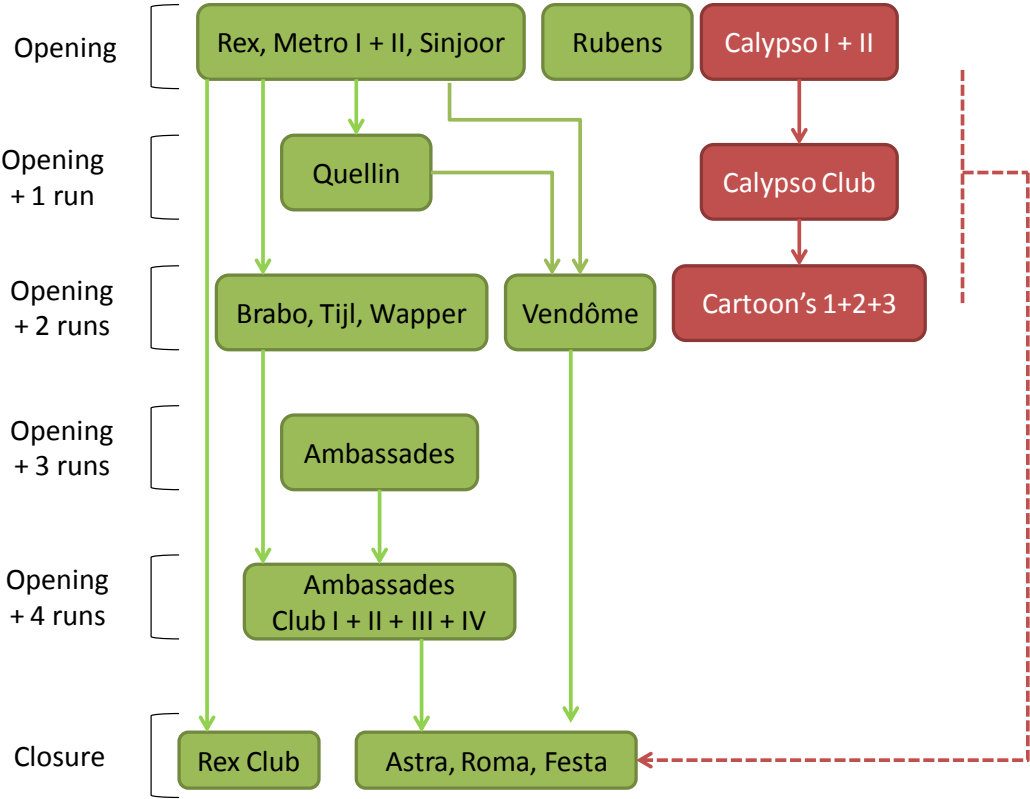 Opening
Rex, Metro I + II, Sinjoor
Rubens
Calypso I + II
Opening
+ 1 run
Quellin
Calypso Club
Opening
+ 2 runs
Brabo, Tijl, Wapper
Vendôme
Cartoon’s 1+2+3
Opening
+ 3 runs
Ambassades
Opening
+ 4 runs
Ambassades
Club I + II + III + IV
Closure
Rex Club
Astra, Roma, Festa